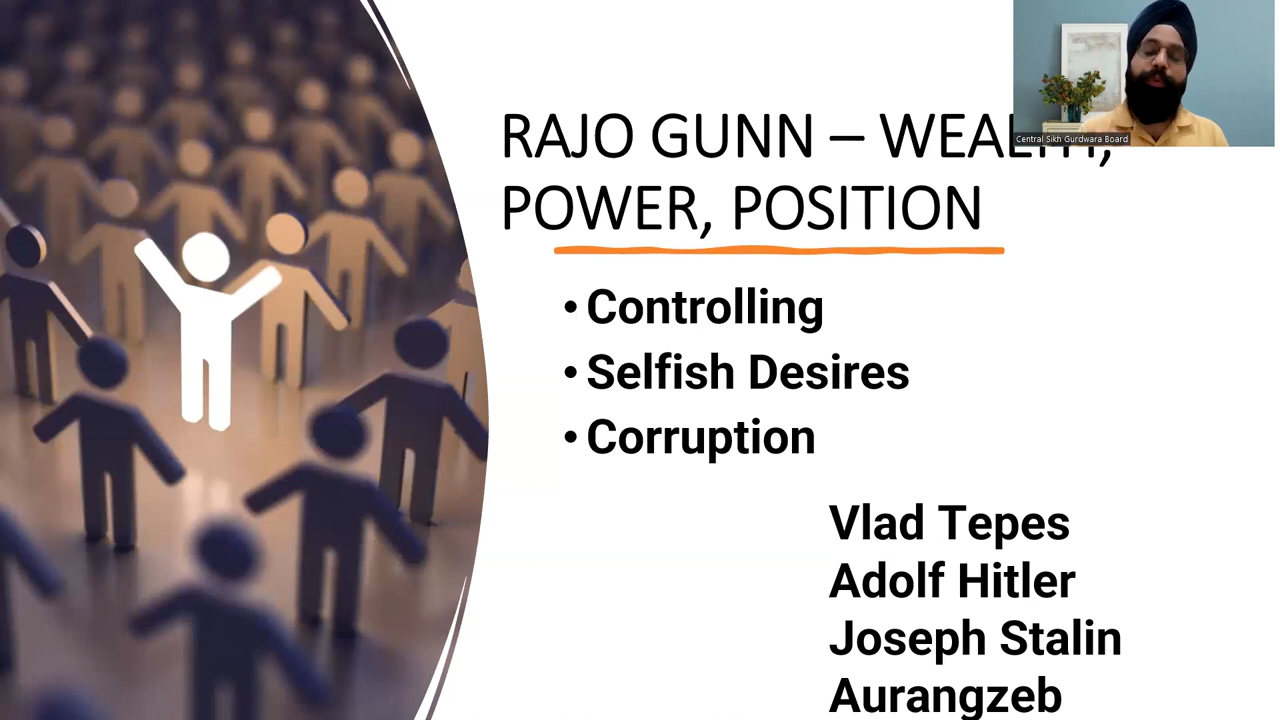 RAJO GUNN – WEALTH,
POWER, POSITION
• Controlling
• Selfish Desires
• Corruption
Vlad Tepes
Adolf Hitler
Joseph Stalin
Aurangzeb
Central Sikh Gurdwara Board